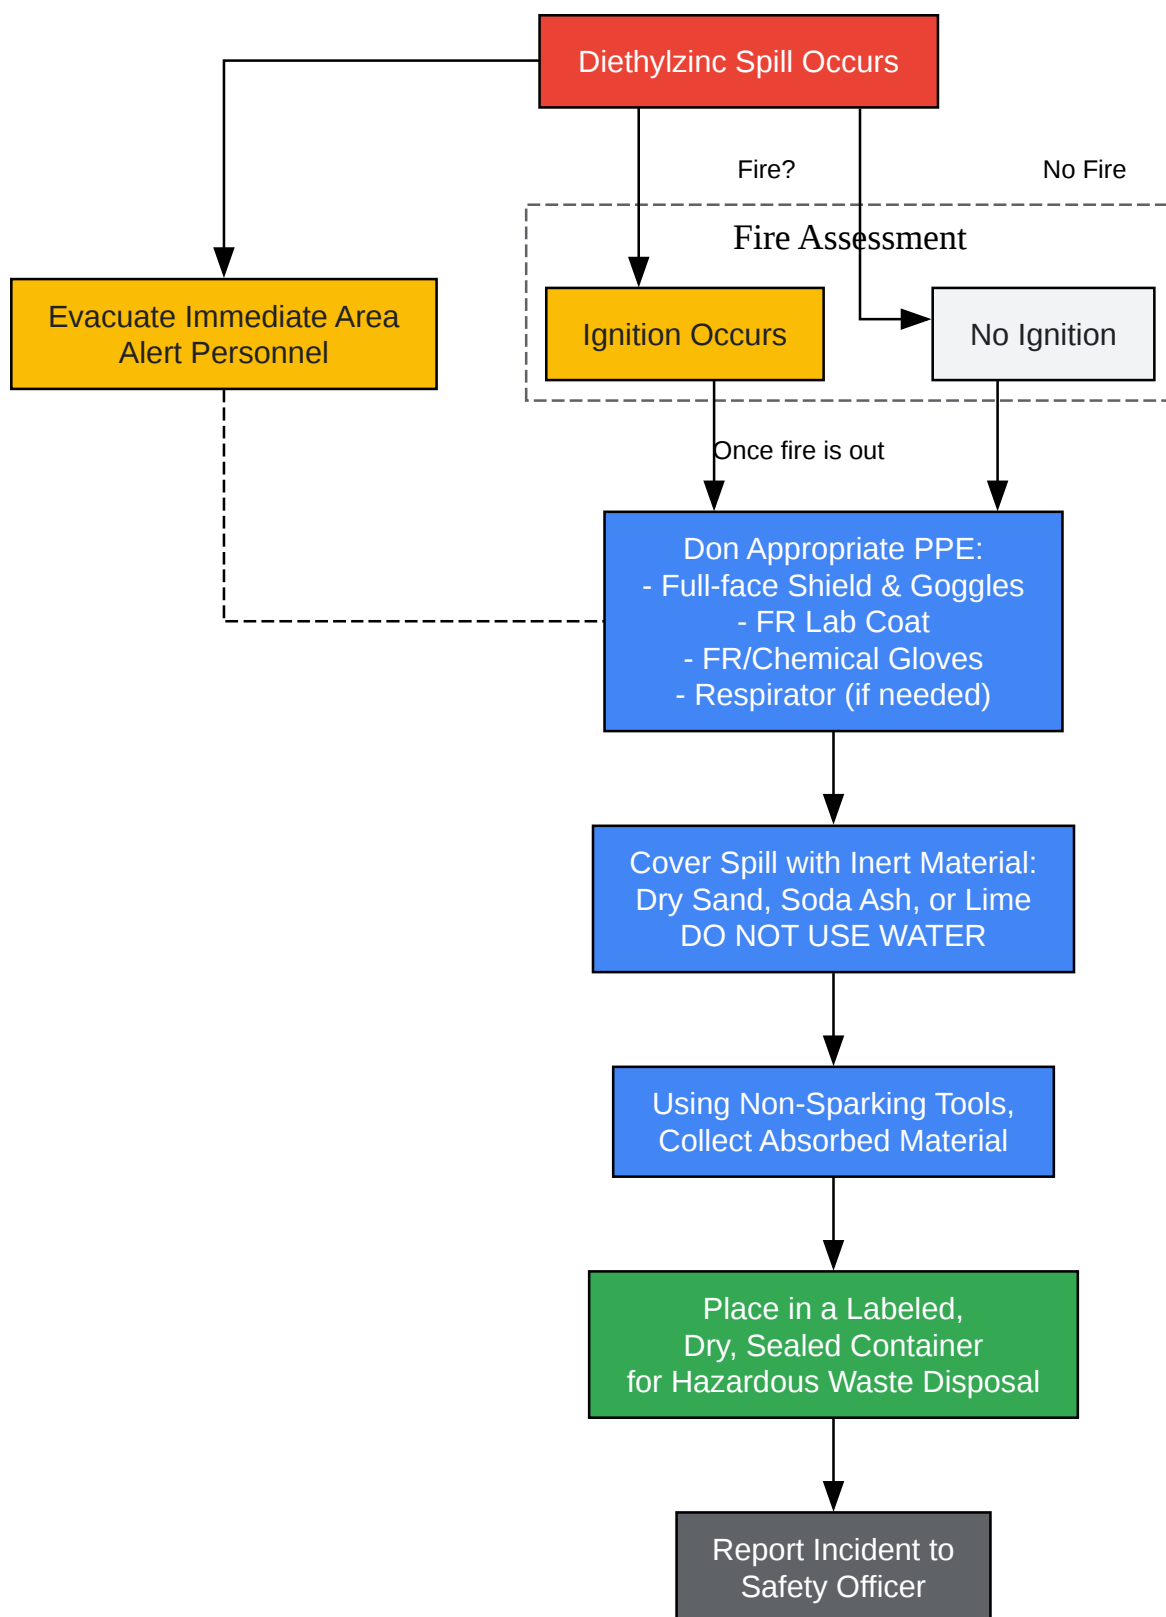 Diethylzinc Spill Occurs
Fire?
No Fire
Fire Assessment
Evacuate Immediate Area
Alert Personnel
Ignition Occurs
No Ignition
Once fire is out
Don Appropriate PPE:
- Full-face Shield & Goggles
- FR Lab Coat
- FR/Chemical Gloves
- Respirator (if needed)
Cover Spill with Inert Material:
Dry Sand, Soda Ash, or Lime
DO NOT USE WATER
Using Non-Sparking Tools,
Collect Absorbed Material
Place in a Labeled,
Dry, Sealed Container
for Hazardous Waste Disposal
Report Incident to
Safety Officer